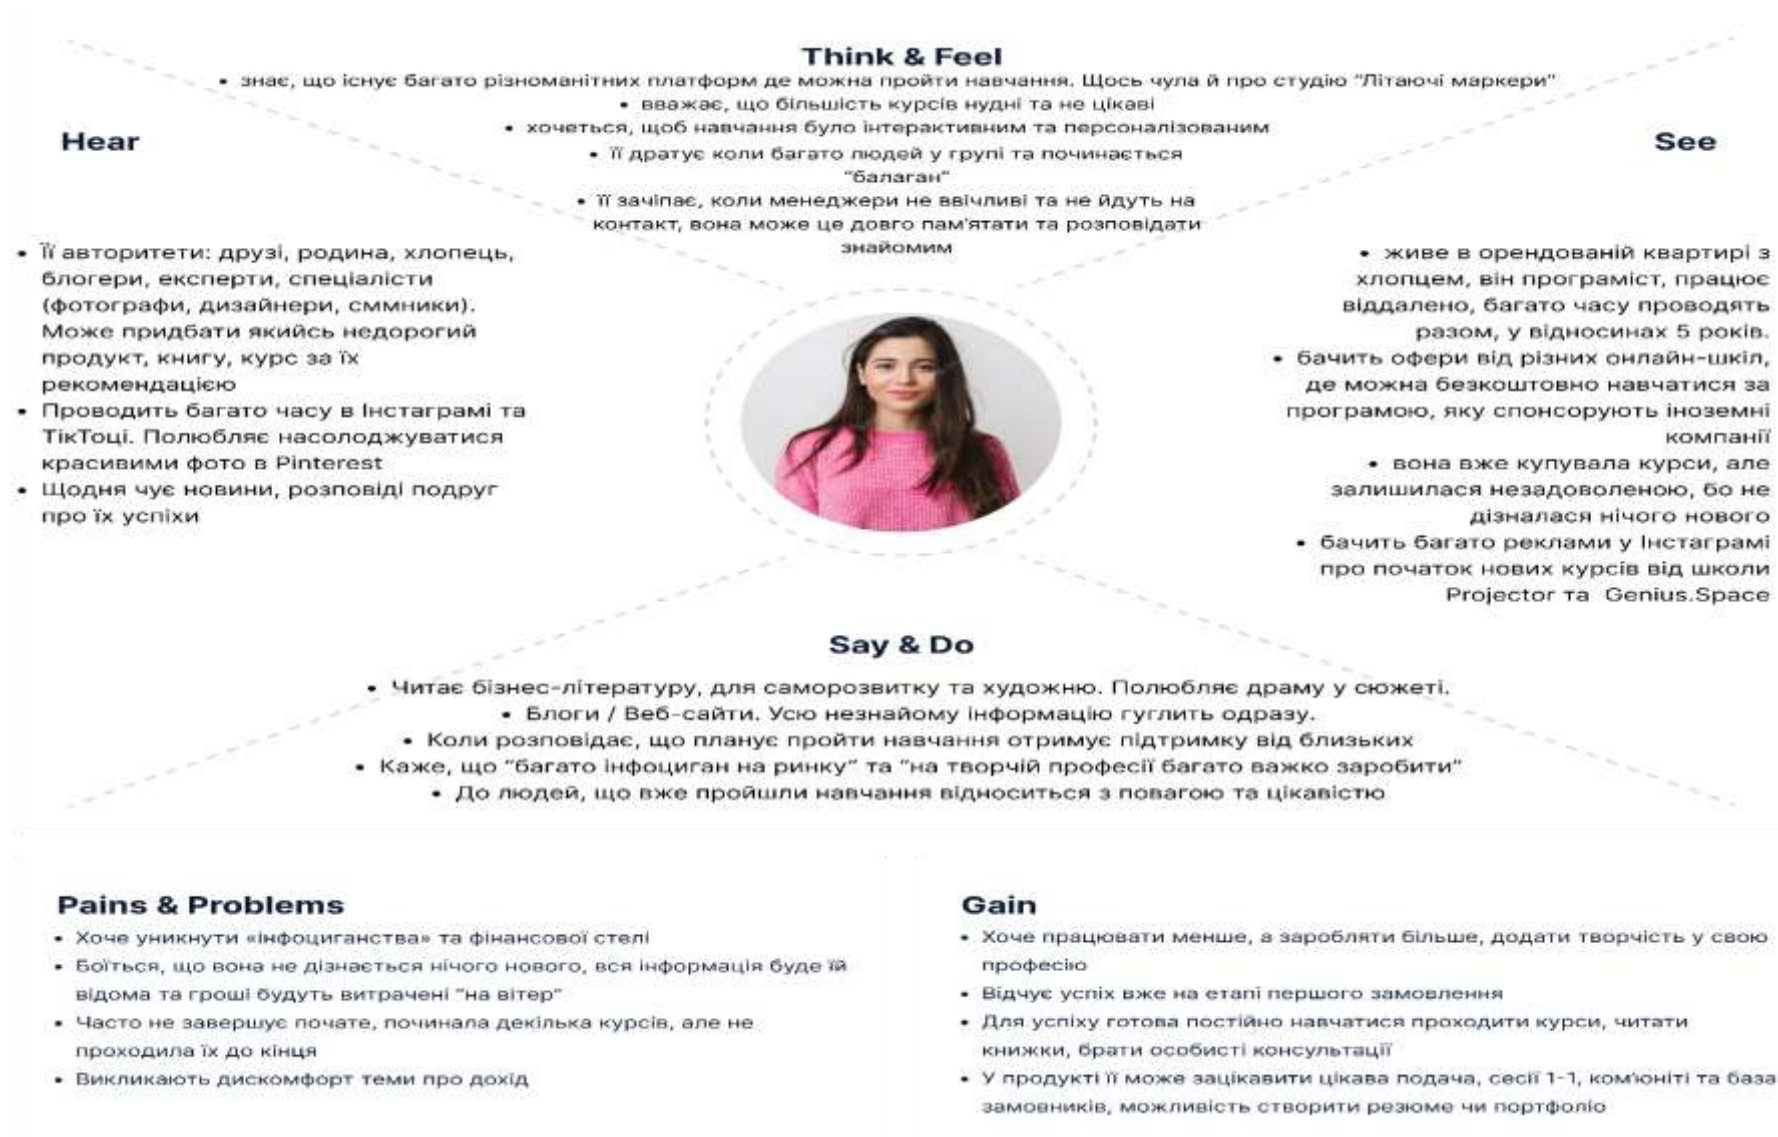 Think & Feel
• знає, що існує багато різноманітних платформ де можна пройти навчання. Щось чула й про студію "Літаючі маркери"
• вважає, що більшість курсів нудні та не цікаві
• хочеться, щоб навчання було інтерактивним та персоналізованим
• її дратує коли багато людей у групі та починається
"балаган"
• її зачіпає, коли менеджери не ввічливі та не йдуть на
контакт, вона може це довго пам'ятати та розповідати
знайомим
Hear
• Її авторитети: друзі, родина, хлопець,
блогери, експерти, спеціалісти
(фотографи, дизайнери, сммники).
Може придбати якийсь недорогий
продукт, книгу, курс за їх
рекомендацією
• Проводить багато часу в Інстаграмі та
ТікТоці. Полюбляє насолоджуватися
красивими фото в Pinterest
• Щодня чує новини, розповіді подруг
про їх успіхи
See
• живе в орендованій квартирі з
хлопцем, він програміст, працює
віддалено, багато часу проводять
разом, у відносинах 5 років.
• бачить офери від різних онлайн-шкіл,
де можна безкоштовно навчатися за
програмою, яку спонсорують іноземні
компанії
• вона вже купувала курси, але
залишилася незадоволеною, бо не
дізналася нічого нового
• бачить багато реклами у Інстаграмі
про початок нових курсів від школи
Projector та Genius.Space
Say & Do
• Читає бізнес-літературу, для саморозвитку та художню. Полюбляє драму у сюжеті.
• Блоги / Веб-сайти. Усю незнайому інформацію гуглить одразу.
• Коли розповідає, що планує пройти навчання отримує підтримку від близьких
• Каже, що "багато інфоциган на ринку" та "на творчій професії багато важко заробити"
• До людей, що вже пройшли навчання відноситься з повагою та цікавістю
Pains & Problems
• Хоче уникнути «інфоциганства» та фінансової стелі
• Боїться, що вона не дізнається нічого нового, вся інформація буде їй
відома та гроші будуть витрачені "на вітер"
• Часто не завершує почате, починала декілька курсів, але не
проходила їх до кінця
• Викликають дискомфорт теми про дохід
Gain
• Хоче працювати менше, а заробляти більше, додати творчість у свою
професію
• Відчує успіх вже на етапі першого замовлення
• Для успіху готова постійно навчатися проходити курси, читати
книжки, брати особисті консультації
• У продукті її може зацікавити цікава подача, сесії 1-1, ком'юніті та база
замовників, можливість створити резюме чи портфоліо